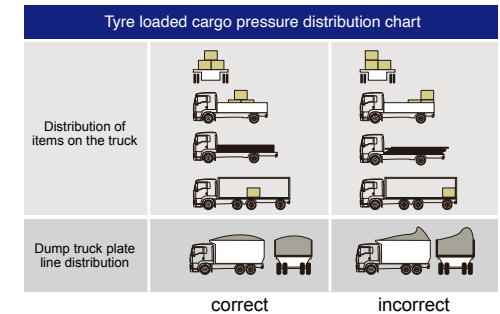 Tyre loaded cargo pressure distribution chart
Distribution of
items on the truck
Dump truck plate
line distribution
correct
incorrect